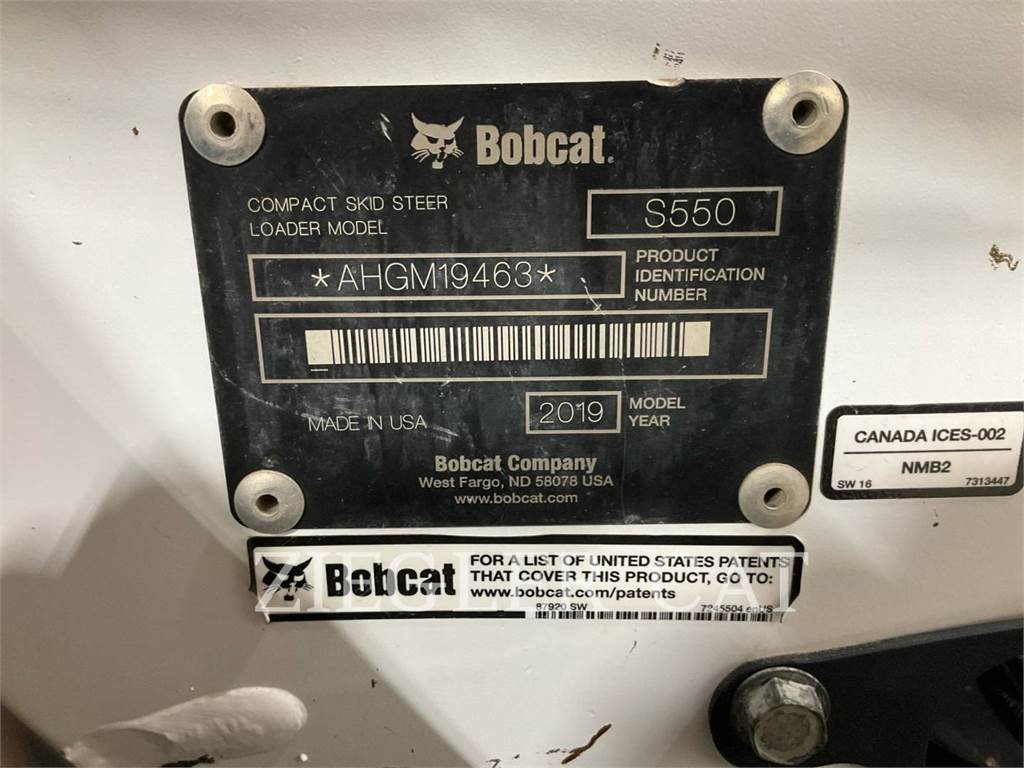 Bobcat
COMPACT SKID STEER
LOADER MODEL
S550
*AHGM19463*
PRODUCT
IDENTIFICATION
NUMBER
MADE IN USA
2019
MODEL
YEAR
Bobcat Company
West Fargo, ND 58078 USA
www.bobcat.com
CANADA ICES-002
NMB2
SW 16 7313447
Bobcat
FOR A LIST OF UNITED STATES PATENTS
THAT COVER THIS PRODUCT, GO TO:
www.bobcat.com/patents
87920 SW 7245504 enUS
ZIEGLER CAT